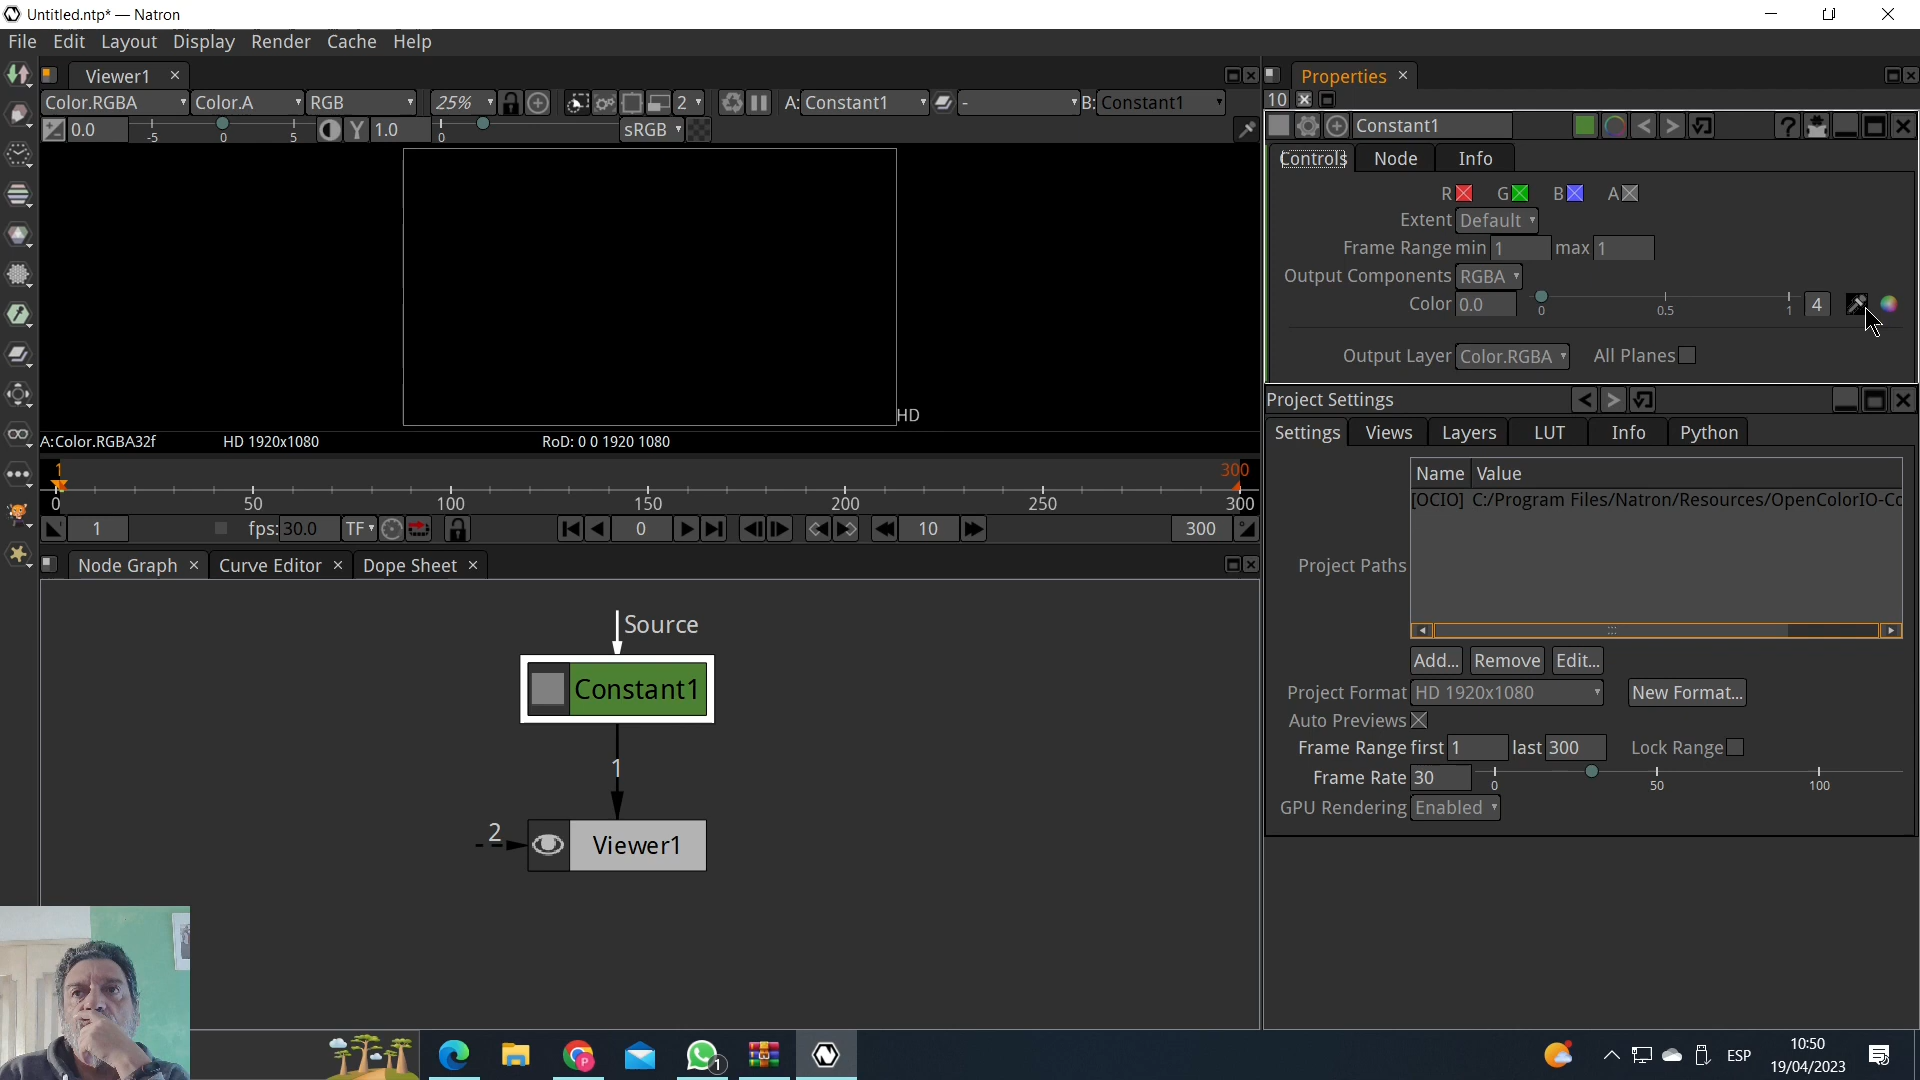 Untitled.ntp* — Natron
File Edit Layout Display Render Cache Help
Viewer1
Color.RGBA Color.A RGB 25% 2 A: Constant1 - B: Constant1
0.0 -5 0 5 Y 1.0 0 sRGB
HD
A:Color.RGBA32f HD 1920x1080 RoD: 0 0 1920 1080
1 300
0 50 100 150 200 250 300
1 fps: 30.0 TF 0 10 300
Node Graph Curve Editor Dope Sheet
Source
Constant1
1
2 Viewer1
Properties
10
Constant1 ?
Controls Node Info
R G B A
Extent Default
Frame Range min 1 max 1
Output Components RGBA
Color 0.0 0 0.5 1 4
Output Layer Color.RGBA All Planes
Project Settings
Settings Views Layers LUT Info Python
Name Value
[OCIO] C:/Program Files/Natron/Resources/OpenColorIO-Co
Project Paths
Add... Remove Edit...
Project Format HD 1920x1080 New Format...
Auto Previews
Frame Range first 1 last 300 Lock Range
Frame Rate 30 0 50 100
GPU Rendering Enabled
1
ESP
10:50
19/04/2023